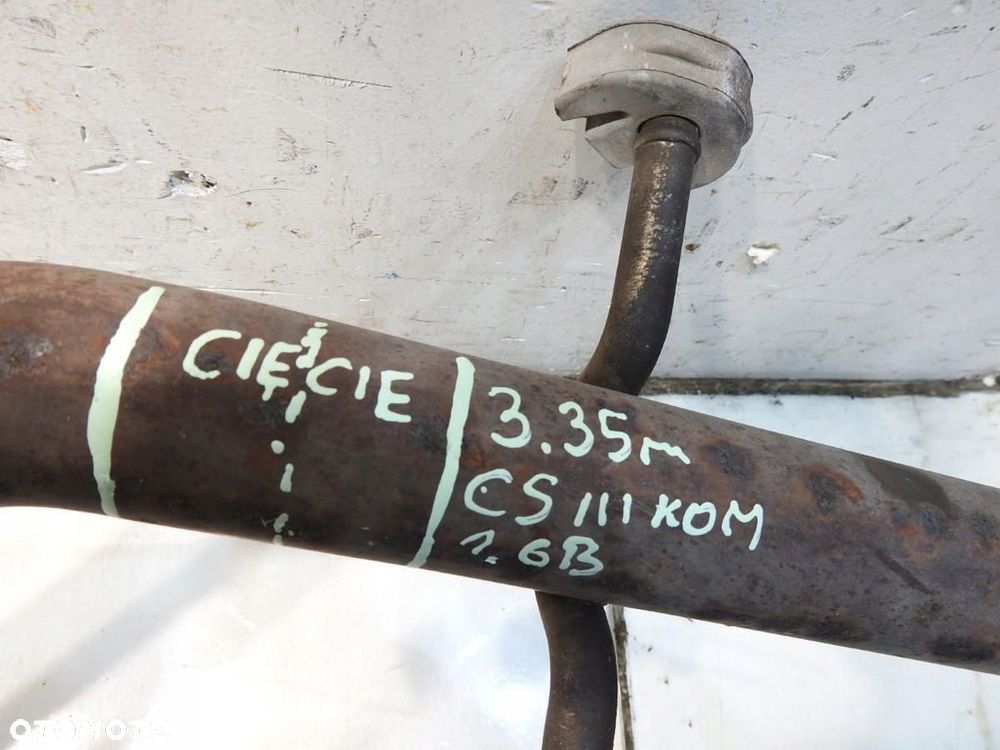 CIĘCIE
3.35m
CS III KOM
1.6B
OTOMOTO